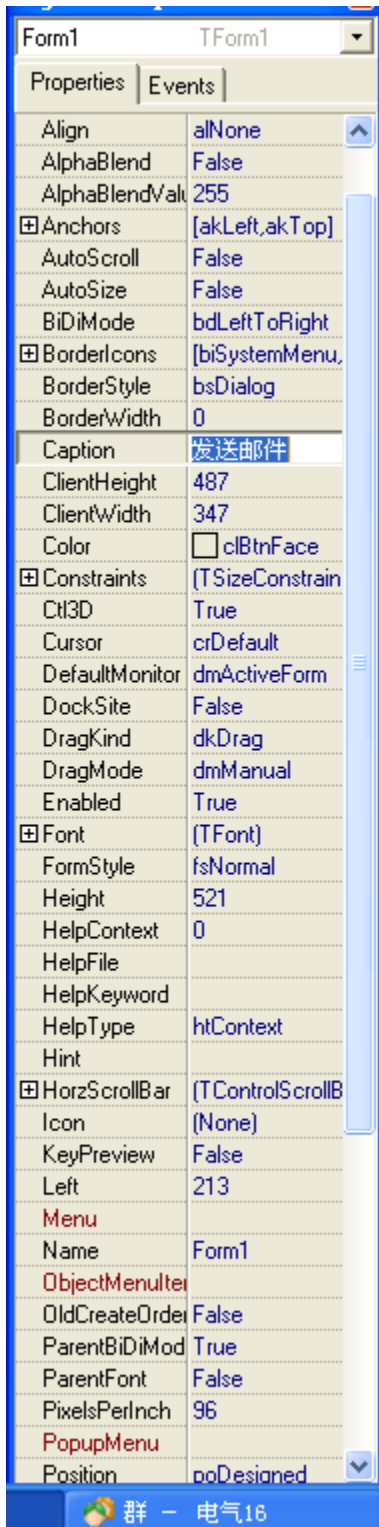 Form1 TForm1
Properties Events
Align alNone
AlphaBlend False
AlphaBlendValu 255
Anchors [akLeft,akTop]
AutoScroll False
AutoSize False
BiDiMode bdLeftToRight
BorderIcons [biSystemMenu,
BorderStyle bsDialog
BorderWidth 0
Caption 发送邮件
ClientHeight 487
ClientWidth 347
Color clBtnFace
Constraints (TSizeConstrain
Ctl3D True
Cursor crDefault
DefaultMonitor dmActiveForm
DockSite False
DragKind dkDrag
DragMode dmManual
Enabled True
Font (TFont)
FormStyle fsNormal
Height 521
HelpContext 0
HelpFile
HelpKeyword
HelpType htContext
Hint
HorzScrollBar (TControlScrollB
Icon (None)
KeyPreview False
Left 213
Menu
Name Form1
ObjectMenuItem
OldCreateOrder False
ParentBiDiMod True
ParentFont False
PixelsPerInch 96
PopupMenu
Position poDesigned
群 - 电气16